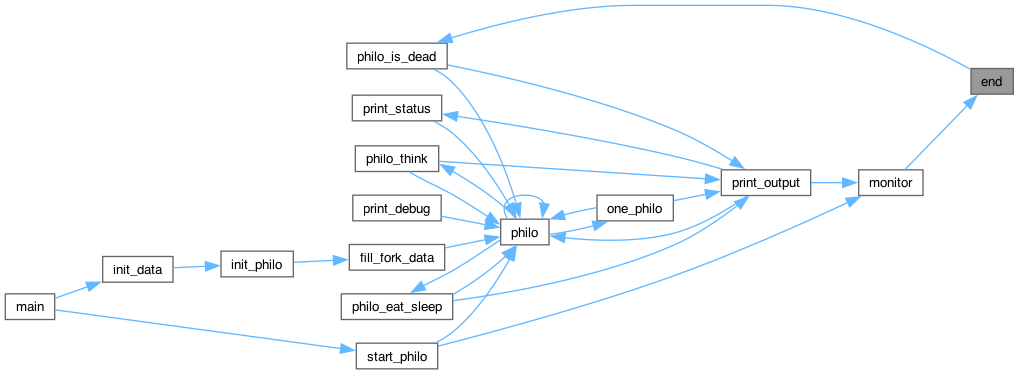 philo_is_dead
end
print_status
philo_think
print_output
monitor
print_debug
one_philo
philo
fill_fork_data
init_philo
init_data
main
philo_eat_sleep
start_philo